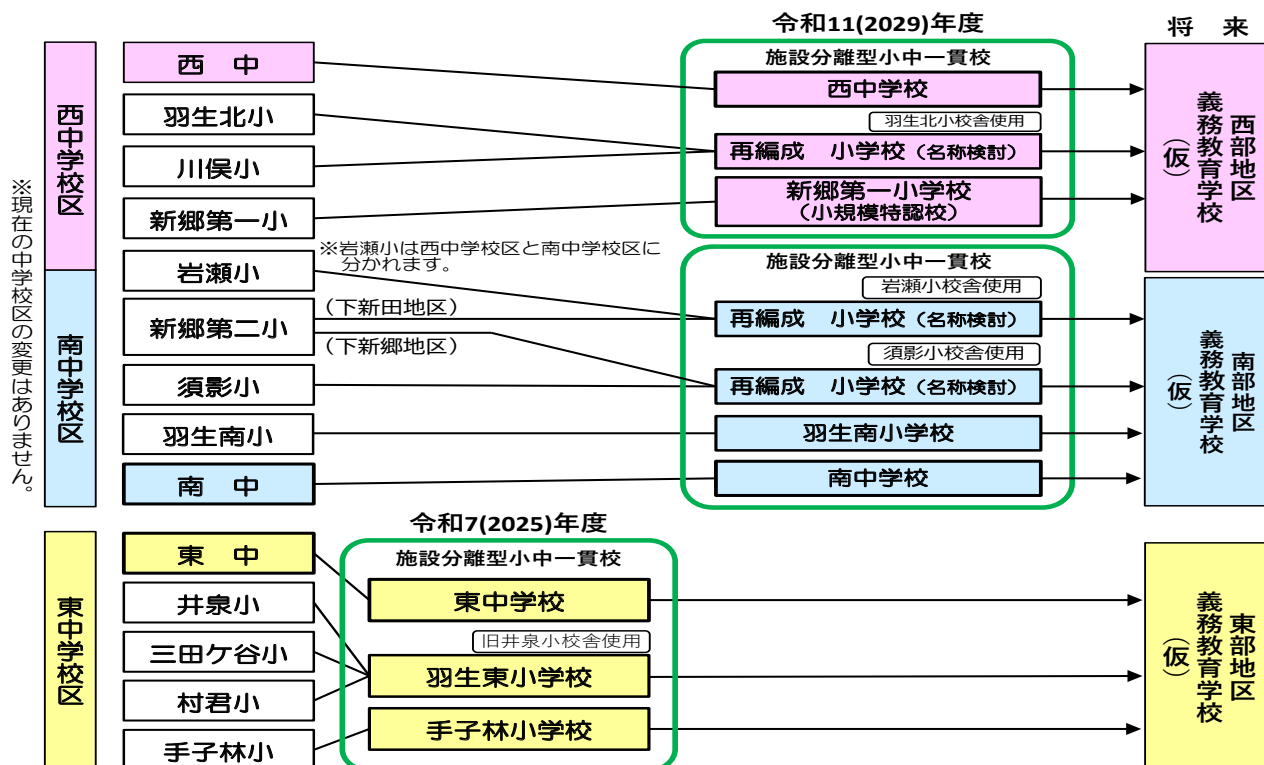 令和11(2029)年度
将　来
※現在の中学校区の変更はありません。
西中学校区
西　中
羽生北小
川俣小
新郷第一小
施設分離型小中一貫校
西中学校
羽生北小校舎使用
再編成　小学校（名称検討）
新郷第一小学校
（小規模特認校）
西部地区
義務教育学校
（仮）
南中学校区
岩瀬小
※岩瀬小は西中学校区と南中学校区に
分かれます。
新郷第二小
（下新田地区）
（下新郷地区）
須影小
羽生南小
南　中
施設分離型小中一貫校
岩瀬小校舎使用
再編成　小学校（名称検討）
須影小校舎使用
再編成　小学校（名称検討）
羽生南小学校
南中学校
南部地区
義務教育学校
（仮）
令和7(2025)年度
東中学校区
東　中
井泉小
三田ケ谷小
村君小
手子林小
施設分離型小中一貫校
東中学校
旧井泉小校舎使用
羽生東小学校
手子林小学校
東部地区
義務教育学校
（仮）